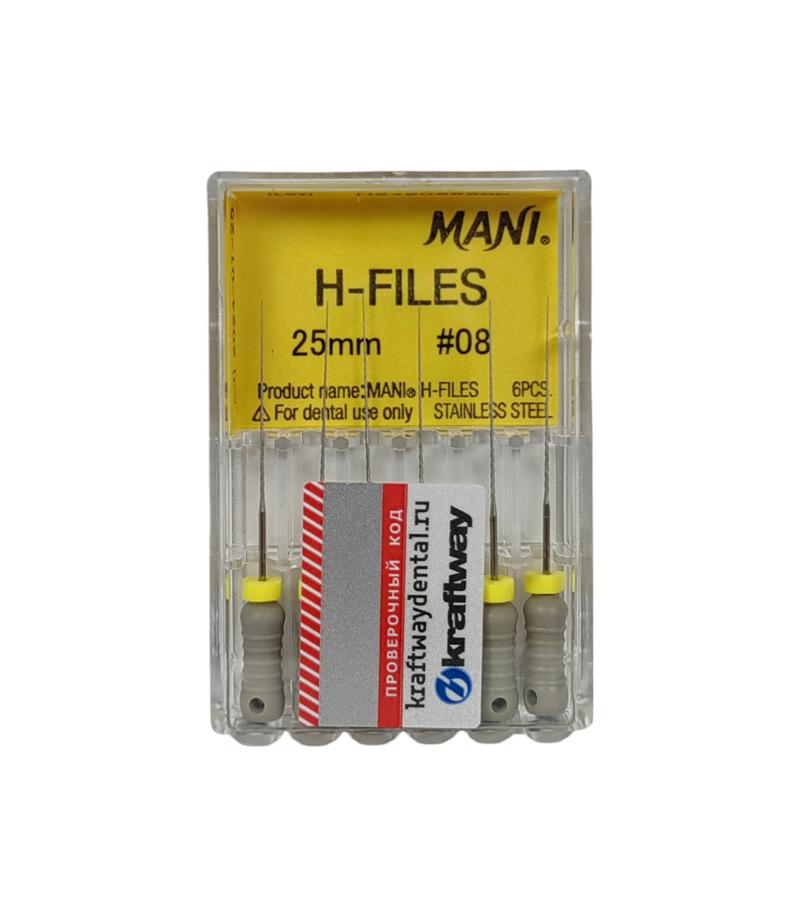 MANI®
H-FILES
25mm #08
Product name:MANI® H-FILES 6PCS.
⚠ For dental use only STAINLESS STEEL
ПРОВЕРОЧНЫЙ КОД
kraftwaydental.ru
kraftway